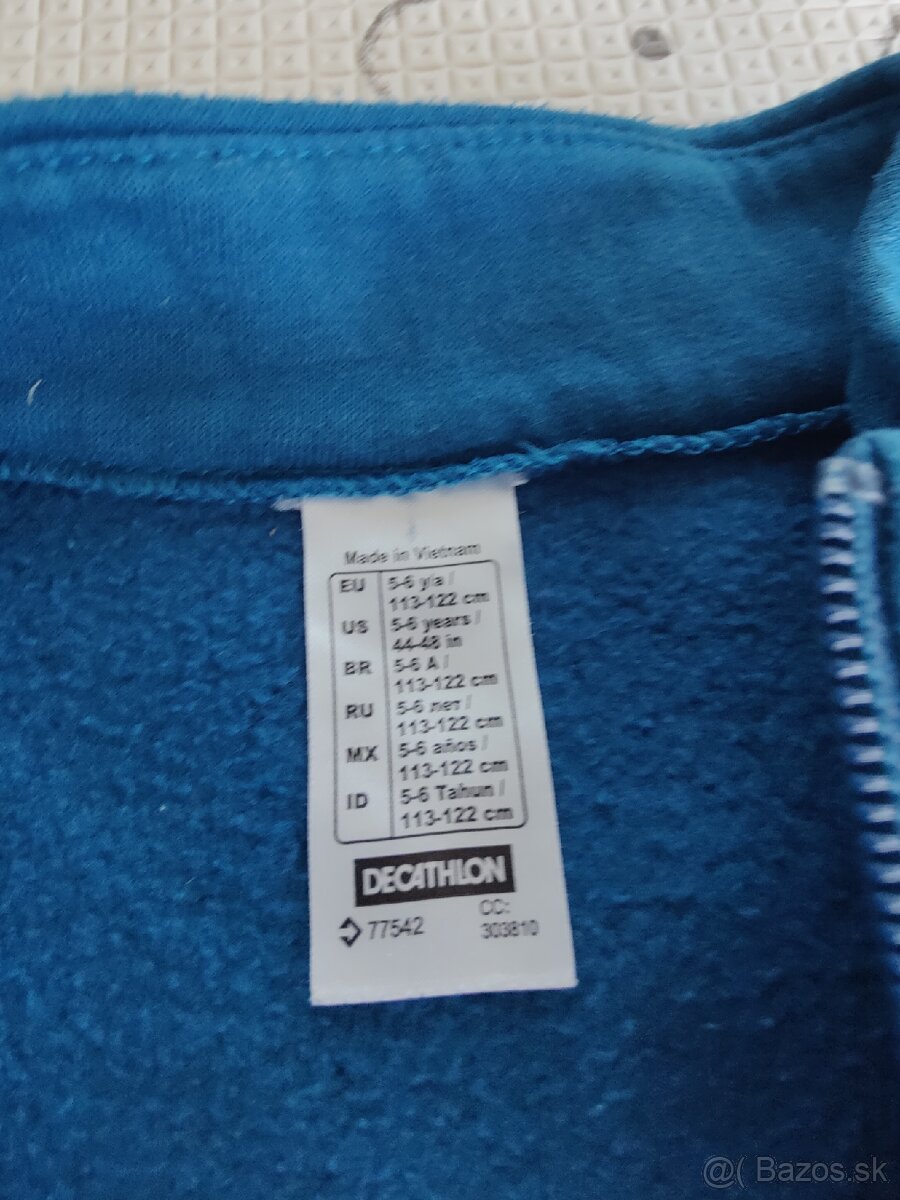 Made in Vietnam
EU 5-6 y/a /
113-122 cm
US 5-6 years /
44-48 in
BR 5-6 A /
113-122 cm
RU 5-6 лет /
113-122 cm
MX 5-6 años /
113-122 cm
ID 5-6 Tahun /
113-122 cm
DECATHLON
77542 CC:
303810
@( Bazos.sk